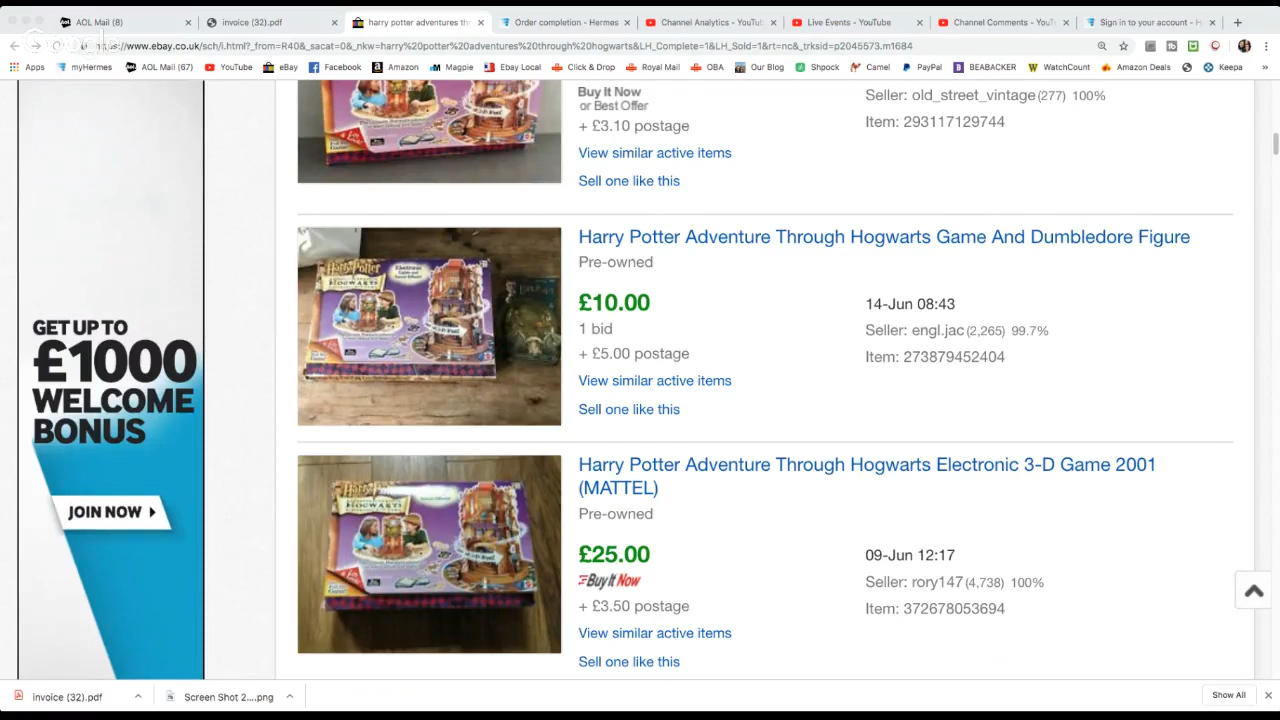 AOL Mail (8)
invoice (32).pdf
harry potter adventures thr
Order completion - Hermes
Channel Analytics - YouTub
Live Events - YouTube
Channel Comments - YouTu
Sign in to your account - H
https://www.ebay.co.uk/sch/i.html?_from=R40&_sacat=0&_nkw=harry%20potter%20adventures%20through%20hogwarts&LH_Complete=1&LH_Sold=1&rt=nc&_trksid=p2045573.m1684
Apps
myHermes
AOL Mail (67)
YouTube
eBay
Facebook
Amazon
Magpie
Ebay Local
Click & Drop
Royal Mail
OBA
Our Blog
Shpock
Camel
PayPal
BEABACKER
WatchCount
Amazon Deals
Keepa
»
Buy It Now
or Best Offer
+ £3.10 postage
View similar active items
Sell one like this
Seller: old_street_vintage (277) 100%
Item: 293117129744
Harry Potter Adventure Through Hogwarts Game And Dumbledore Figure
Pre-owned
£10.00
1 bid
+ £5.00 postage
View similar active items
Sell one like this
14-Jun 08:43
Seller: engl.jac (2,265) 99.7%
Item: 273879452404
Harry Potter
HOGWARTS
Harry Potter Adventure Through Hogwarts Electronic 3-D Game 2001
(MATTEL)
Pre-owned
£25.00
Buy It Now
+ £3.50 postage
View similar active items
Sell one like this
09-Jun 12:17
Seller: rory147 (4,738) 100%
Item: 372678053694
Harry Potter
HOGWARTS
GET UP TO
£1000
WELCOME
BONUS
JOIN NOW
invoice (32).pdf
Screen Shot 2....png
Show All